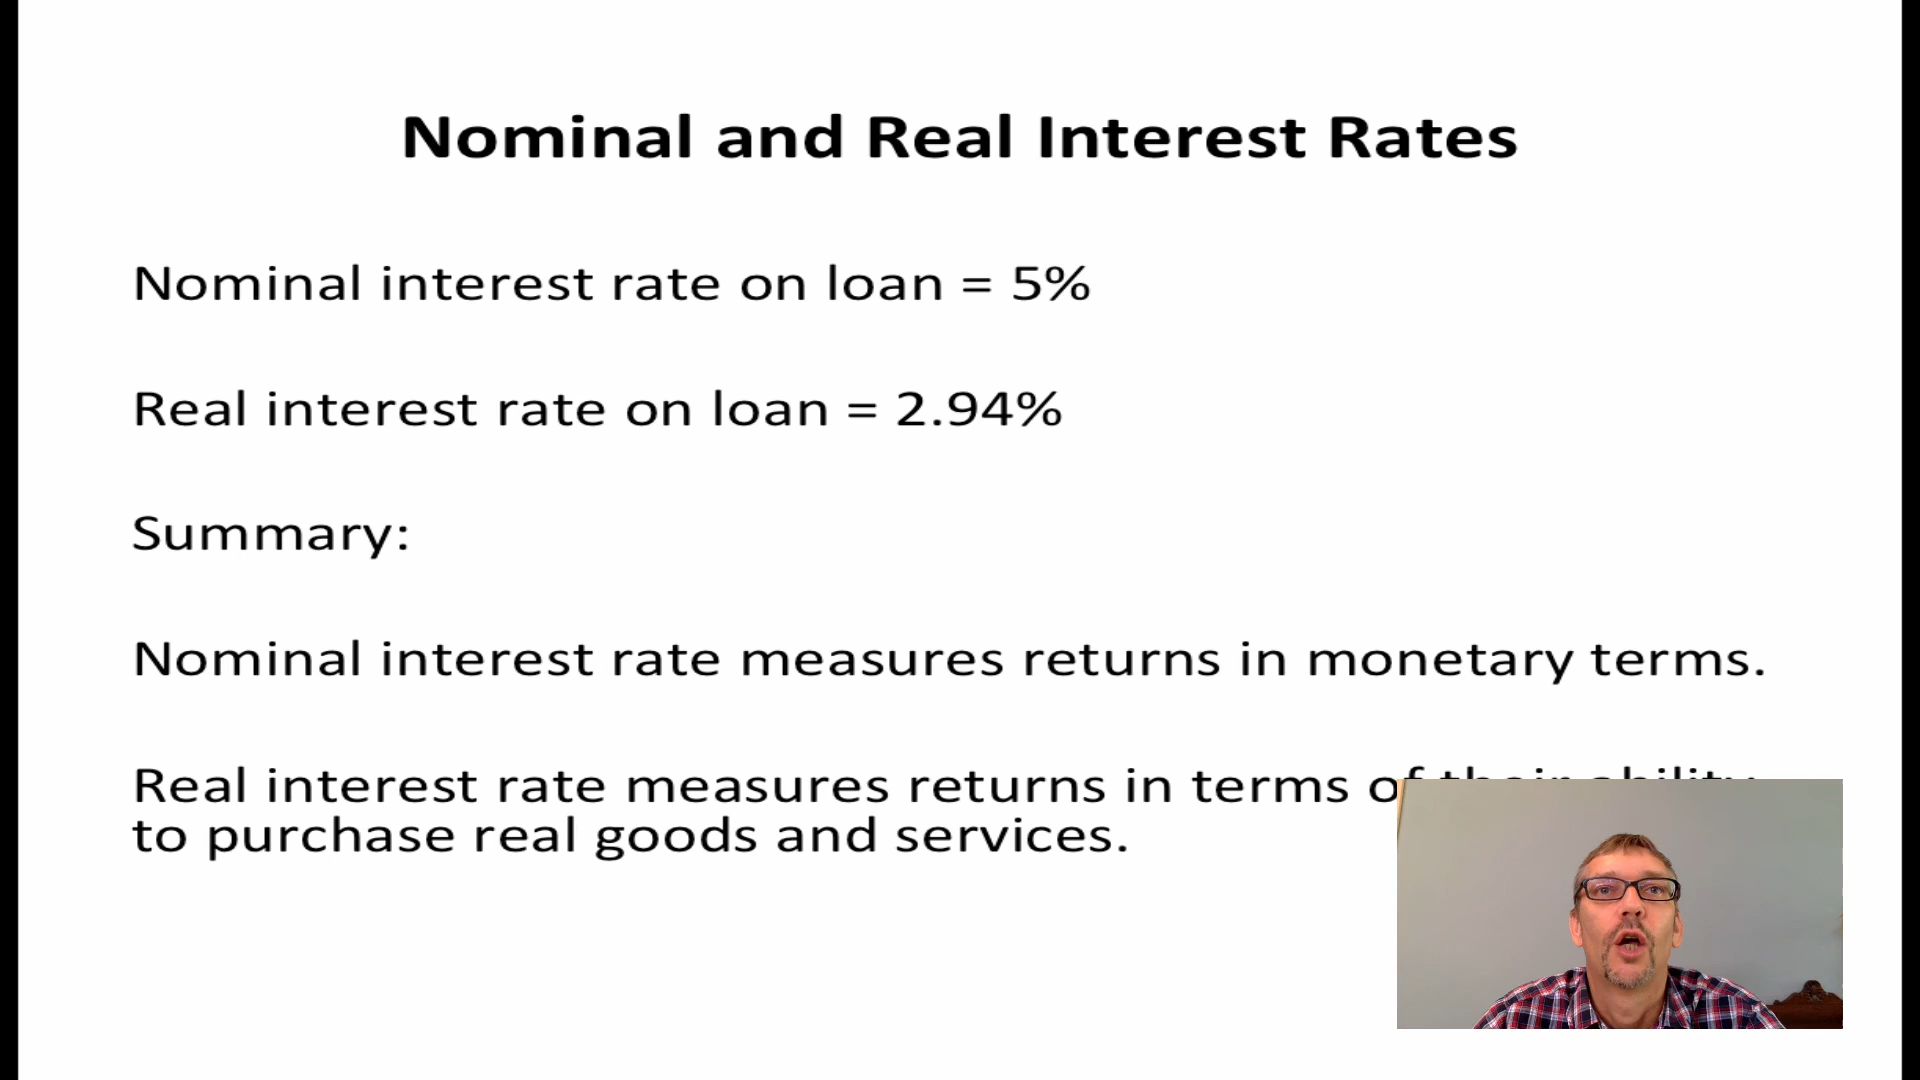 Nominal and Real Interest Rates
Nominal interest rate on loan = 5%
Real interest rate on loan = 2.94%
Summary:
Nominal interest rate measures returns in monetary terms.
Real interest rate measures returns in terms of their ability
to purchase real goods and services.